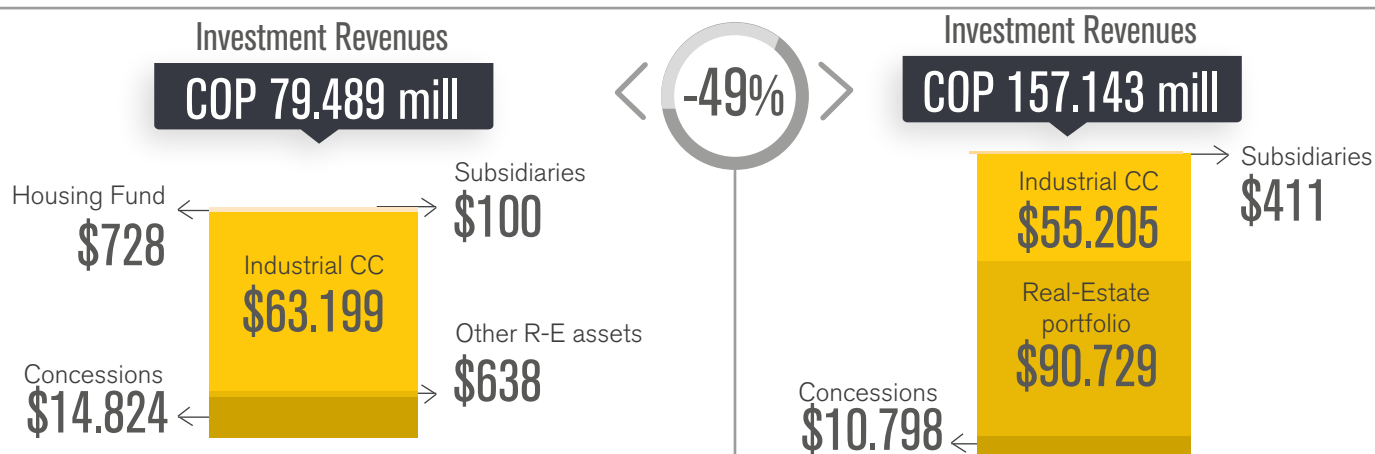 Investment Revenues
COP 79.489 mill
Housing Fund
$728
Subsidiaries
$100
Industrial CC
$63.199
Other R-E assets
$638
Concessions
$14.824
-49%
Investment Revenues
COP 157.143 mill
Subsidiaries
$411
Industrial CC
$55.205
Real-Estate
portfolio
$90.729
Concessions
$10.798